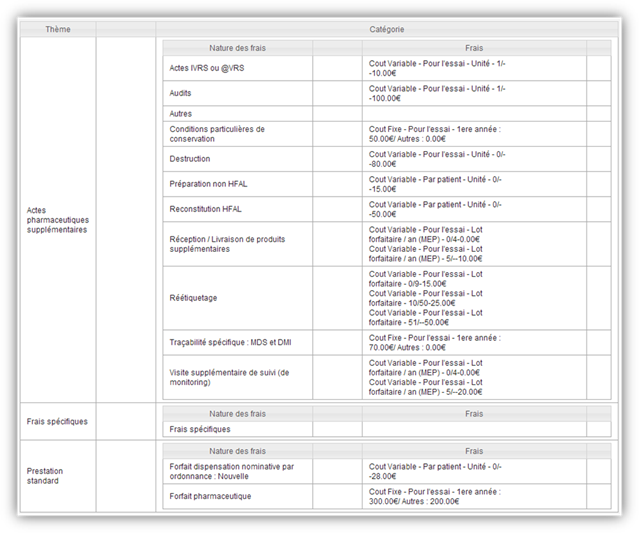 Thème Catégorie
Nature des frais Frais
Actes IVRS ou @VRS Cout Variable - Pour l'essai - Unité - 1/-
-10.00€
Audits Cout Variable - Pour l'essai - Unité - 1/-
-100.00€
Autres
Conditions particulières de
conservation
Cout Fixe - Pour l'essai - 1ere année :
50.00€/ Autres : 0.00€
Destruction Cout Variable - Pour l'essai - Unité - 0/-
-80.00€
Préparation non HFAL Cout Variable - Par patient - Unité - 0/-
-15.00€
Reconstitution HFAL Cout Variable - Par patient - Unité - 0/-
-50.00€
Actes
pharmaceutiques
supplémentaires
Réception / Livraison de produits
supplémentaires
Cout Variable - Pour l'essai - Lot
forfaitaire / an (MEP) - 0/4-0.00€
Cout Variable - Pour l'essai - Lot
forfaitaire / an (MEP) - 5/--10.00€
Réétiquetage
Cout Variable - Pour l'essai - Lot
forfaitaire - 0/9-15.00€
Cout Variable - Pour l'essai - Lot
forfaitaire - 10/50-25.00€
Cout Variable - Pour l'essai - Lot
forfaitaire - 51/--50.00€
Traçabilité spécifique : MDS et DMI Cout Fixe - Pour l'essai - 1ere année :
70.00€/ Autres : 0.00€
Visite supplémentaire de suivi (de
monitoring)
Cout Variable - Pour l'essai - Lot
forfaitaire / an (MEP) - 0/4-0.00€
Cout Variable - Pour l'essai - Lot
forfaitaire / an (MEP) - 5/--20.00€
Frais spécifiques
Nature des frais Frais
Frais spécifiques
Prestation
standard
Nature des frais Frais
Forfait dispensation nominative par
ordonnance : Nouvelle
Cout Variable - Par patient - Unité - 0/-
-28.00€
Forfait pharmaceutique Cout Fixe - Pour l'essai - 1ere année :
300.00€/ Autres : 200.00€